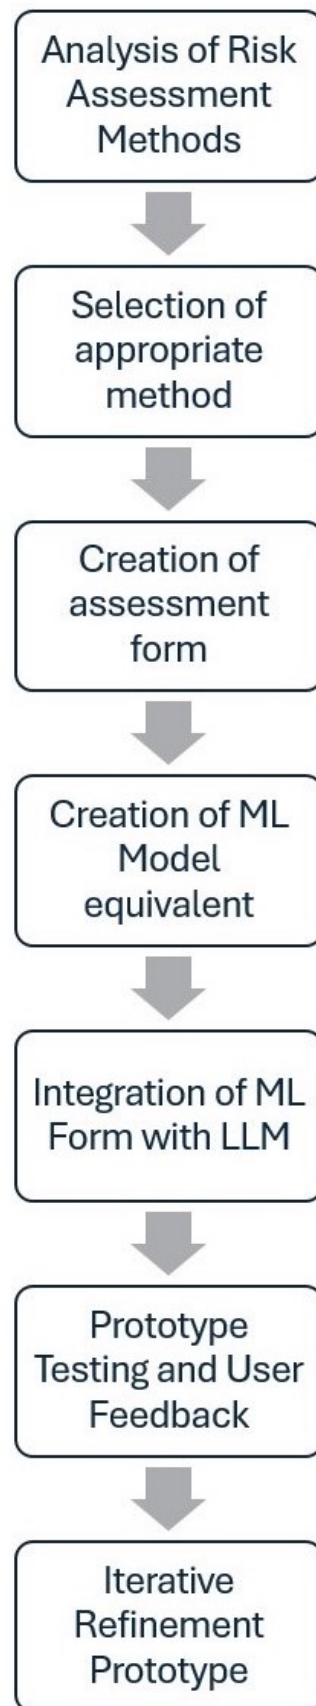 Analysis of Risk
Assessment
Methods
Selection of
appropriate
method
Creation of
assessment
form
Creation of ML
Model
equivalent
Integration of ML
Form with LLM
Prototype
Testing and User
Feedback
Iterative
Refinement
Prototype